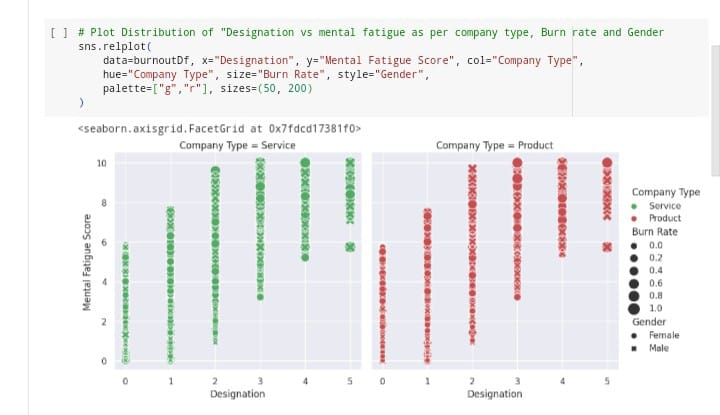 [ ] # Plot Distribution of "Designation vs mental fatigue as per company type, Burn rate and Gender
sns.relplot(
data=burnoutDf, x="Designation", y="Mental Fatigue Score", col="Company Type",
hue="Company Type", size="Burn Rate", style="Gender",
palette=["g","r"], sizes=(50, 200)
)
<seaborn.axisgrid.FacetGrid at 0x7fdcd17381f0>
Company Type = Service
Company Type = Product
Mental Fatigue Score
10
8
6
4
2
0
0 1 2 3 4 5
Designation
0 1 2 3 4 5
Designation
Company Type
Service
Product
Burn Rate
0.0
0.2
0.4
0.6
0.8
1.0
Gender
Female
Male